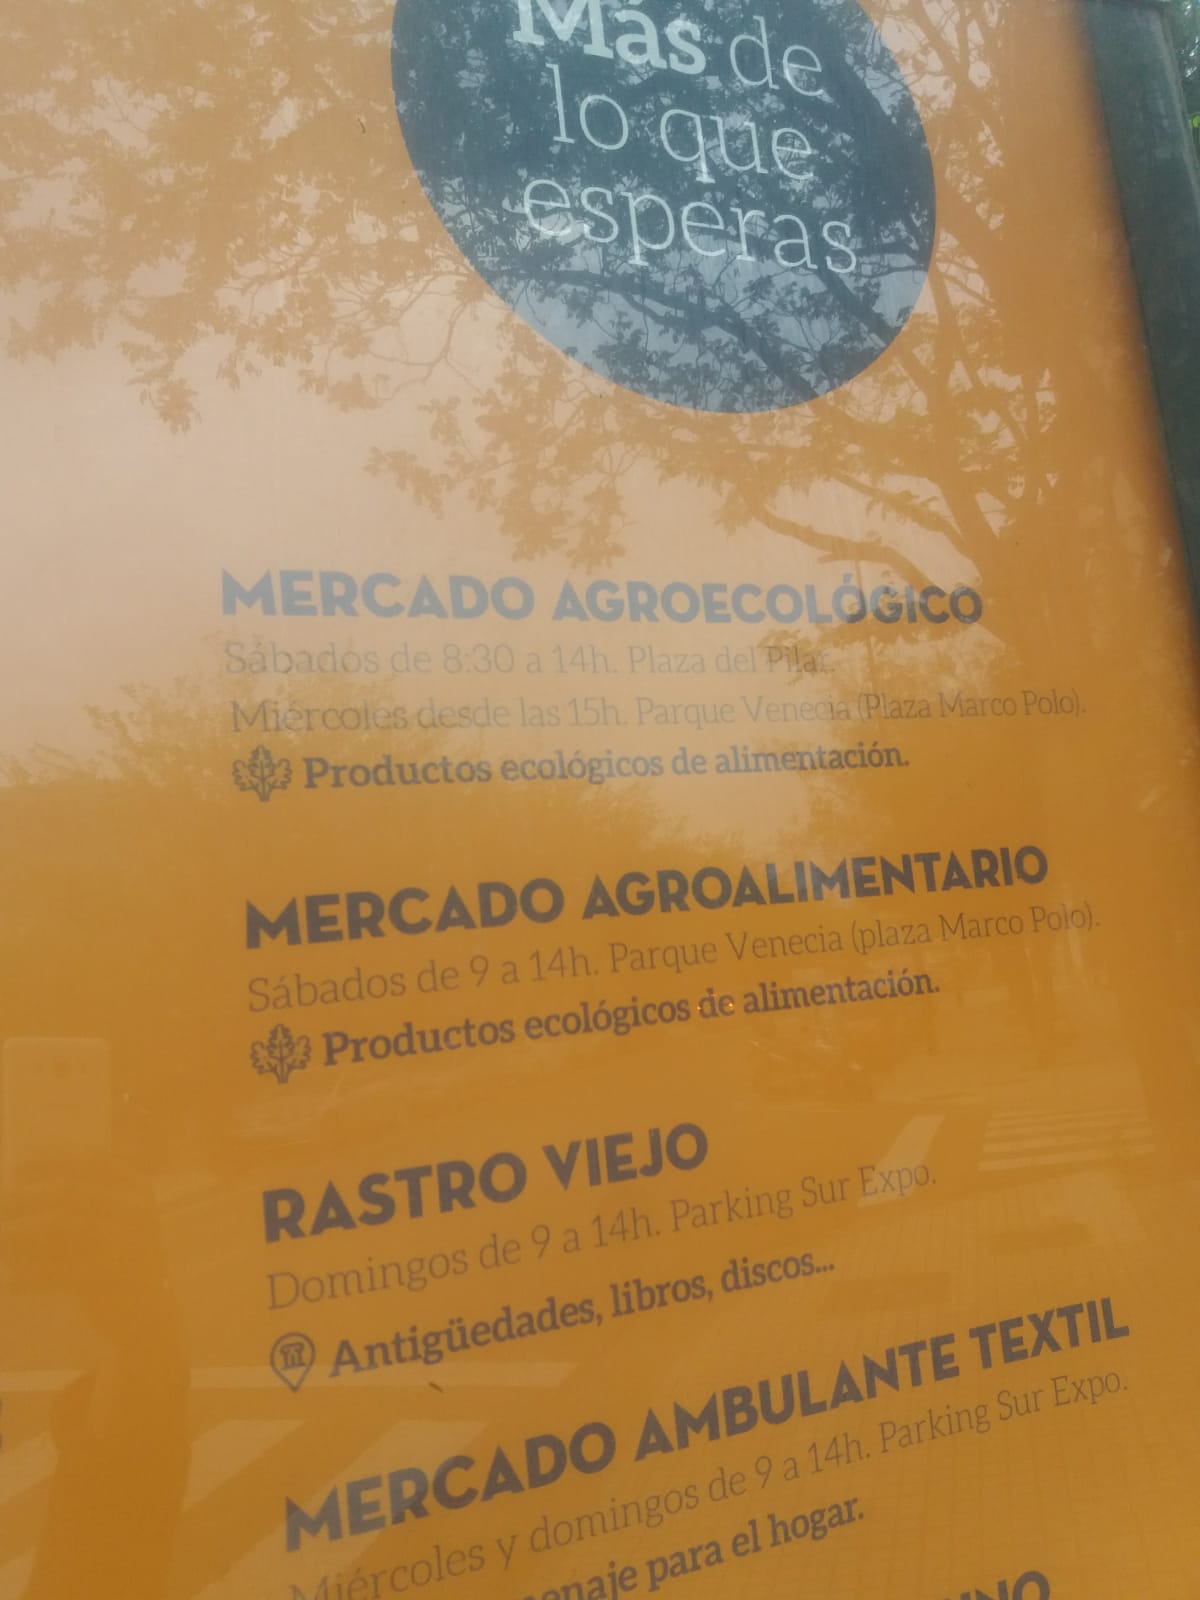 Más de
lo que
esperas
MERCADO AGROECOLÓGICO
Sábados de 8:30 a 14h. Plaza del Pilar.
Miércoles desde las 15h. Parque Venecia (Plaza Marco Polo).
Productos ecológicos de alimentación.
MERCADO AGROALIMENTARIO
Sábados de 9 a 14h. Parque Venecia (plaza Marco Polo).
Productos ecológicos de alimentación.
RASTRO VIEJO
Domingos de 9 a 14h. Parking Sur Expo.
Antigüedades, libros, discos...
MERCADO AMBULANTE TEXTIL
Miércoles y domingos de 9 a 14h. Parking Sur Expo.
para el hogar.